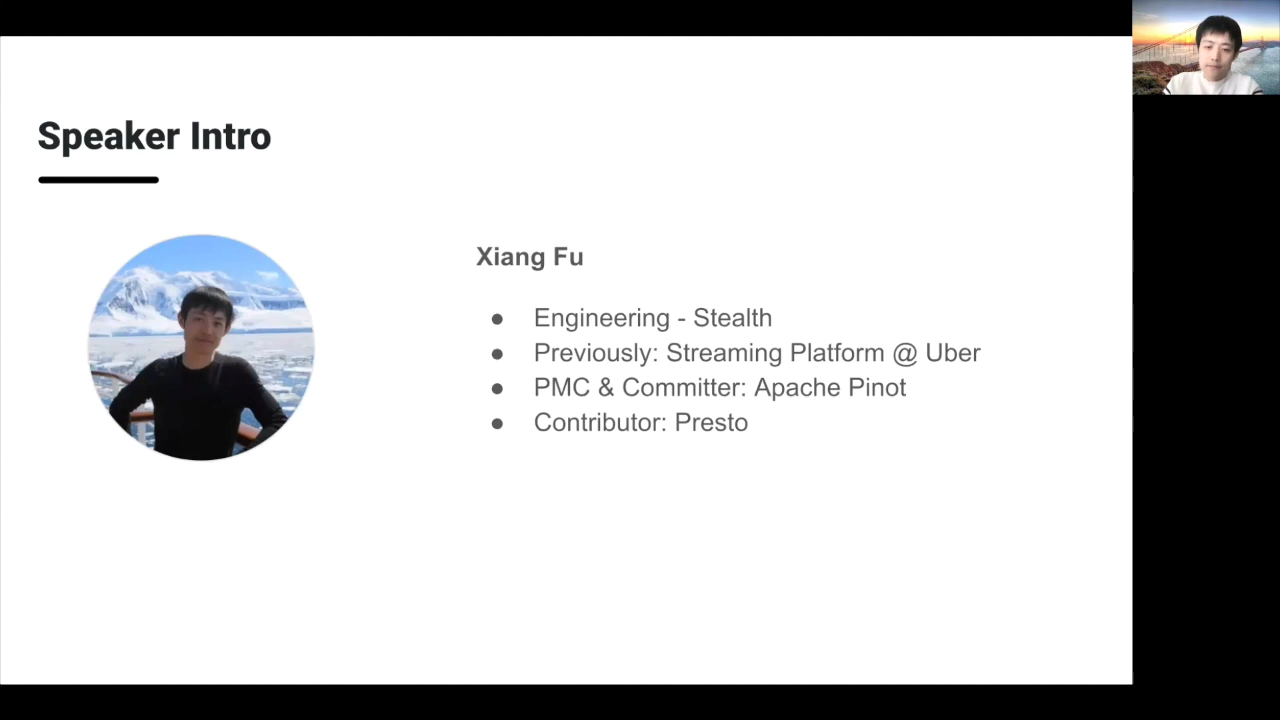 Speaker Intro
Xiang Fu
● Engineering - Stealth
● Previously: Streaming Platform @ Uber
● PMC & Committer: Apache Pinot
● Contributor: Presto